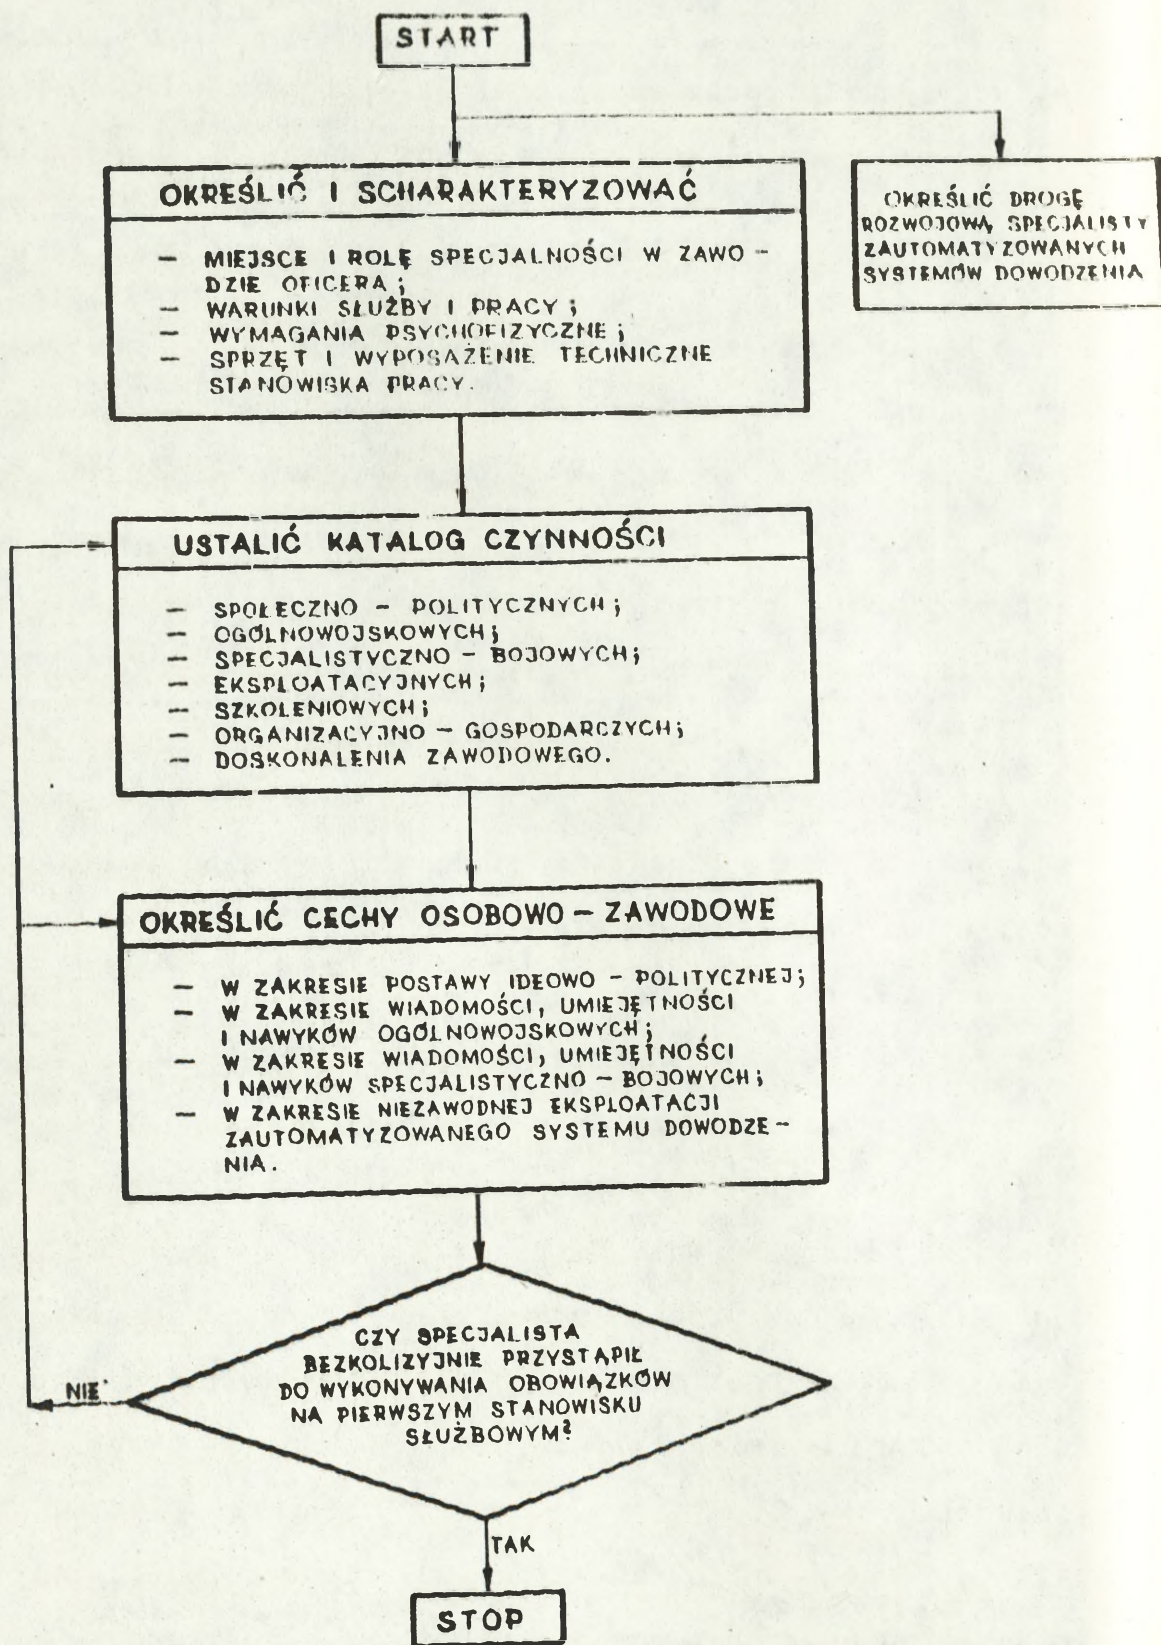 START
OKREŚLIĆ I SCHARAKTERYZOWAĆ
— MIEJSCE I ROLĘ SPECJALNOŚCI W ZAWO-
DZIE OFICERA;
— WARUNKI SŁUŻBY I PRACY;
— WYMAGANIA PSYCHOFIZYCZNE;
— SPRZĘT I WYPOSAŻENIE TECHNICZNE
STANOWISKA PRACY.
OKREŚLIĆ DROGĘ
ROZWOJOWĄ SPECJALISTY
ZAUTOMATYZOWANYCH
SYSTEMÓW DOWODZENIA
USTALIĆ KATALOG CZYNNOŚCI
— SPOŁECZNO - POLITYCZNYCH;
— OGÓLNOWOJSKOWYCH;
— SPECJALISTYCZNO - BOJOWYCH;
— EKSPLOATACYJNYCH;
— SZKOLENIOWYCH;
— ORGANIZACYJNO - GOSPODARCZYCH;
— DOSKONALENIA ZAWODOWEGO.
OKREŚLIĆ CECHY OSOBOWO - ZAWODOWE
— W ZAKRESIE POSTAWY IDEOWO - POLITYCZNEJ;
— W ZAKRESIE WIADOMOŚCI, UMIEJĘTNOŚCI
I NAWYKÓW OGÓLNOWOJSKOWYCH;
— W ZAKRESIE WIADOMOŚCI, UMIEJĘTNOŚCI
I NAWYKÓW SPECJALISTYCZNO - BOJOWYCH;
— W ZAKRESIE NIEZAWODNEJ EKSPLOATACJI
ZAUTOMATYZOWANEGO SYSTEMU DOWODZE-
NIA.
CZY SPECJALISTA
BEZKOLIZYJNIE PRZYSTĄPIŁ
DO WYKONYWANIA OBOWIĄZKÓW
NA PIERWSZYM STANOWISKU
SŁUŻBOWYM?
NIE
TAK
STOP